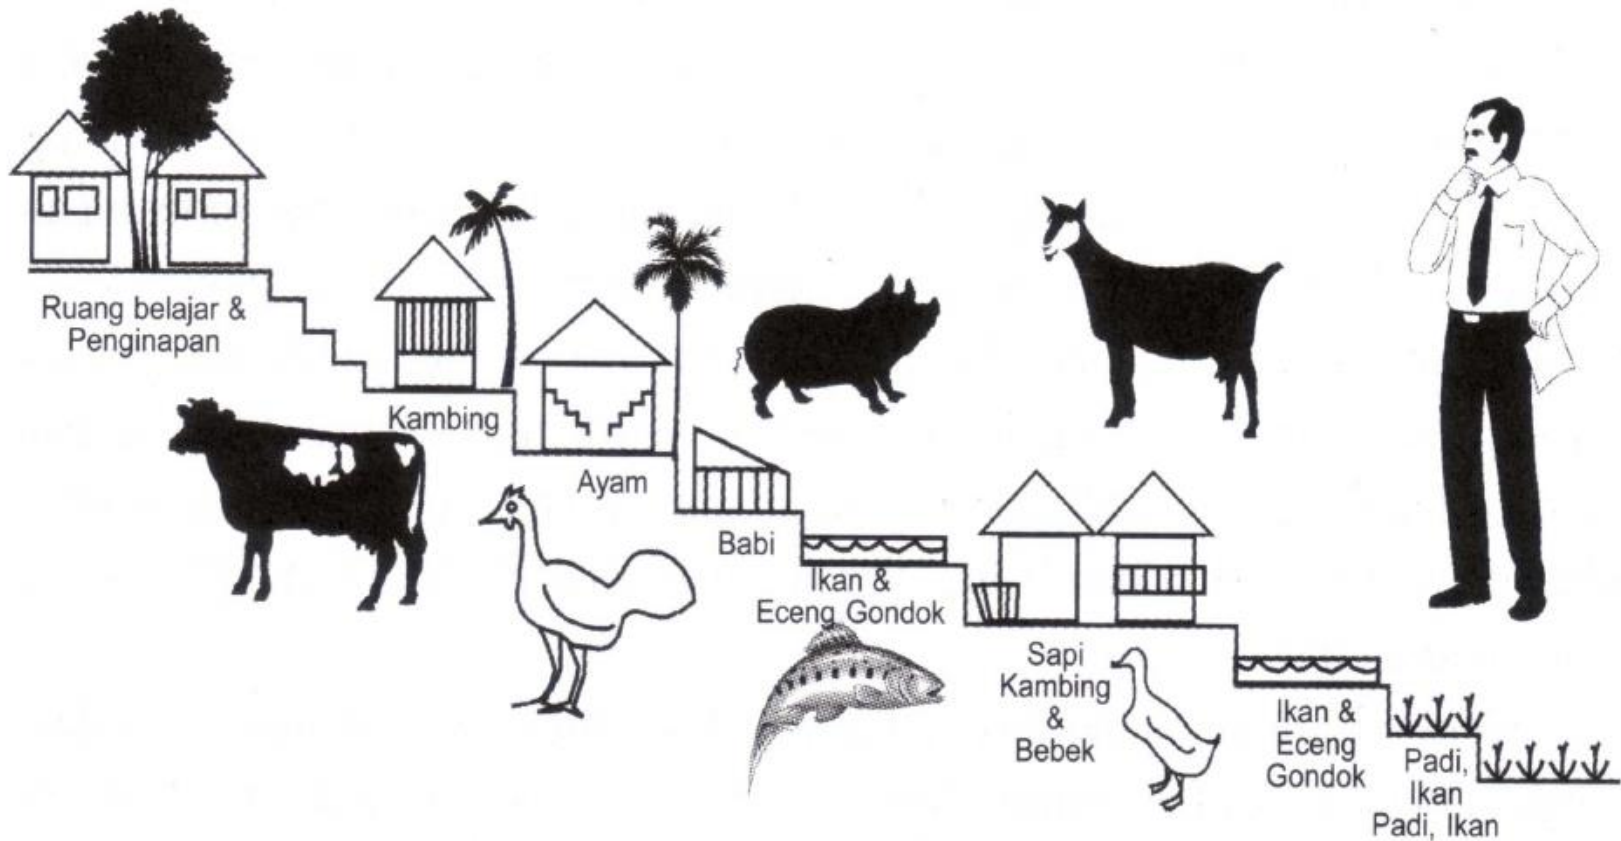 Ruang belajar &
Penginapan
Kambing
Ayam
Babi
Ikan &
Eceng Gondok
Sapi
Kambing
&
Bebek
Ikan &
Eceng
Gondok
Padi,
Ikan
Padi, Ikan